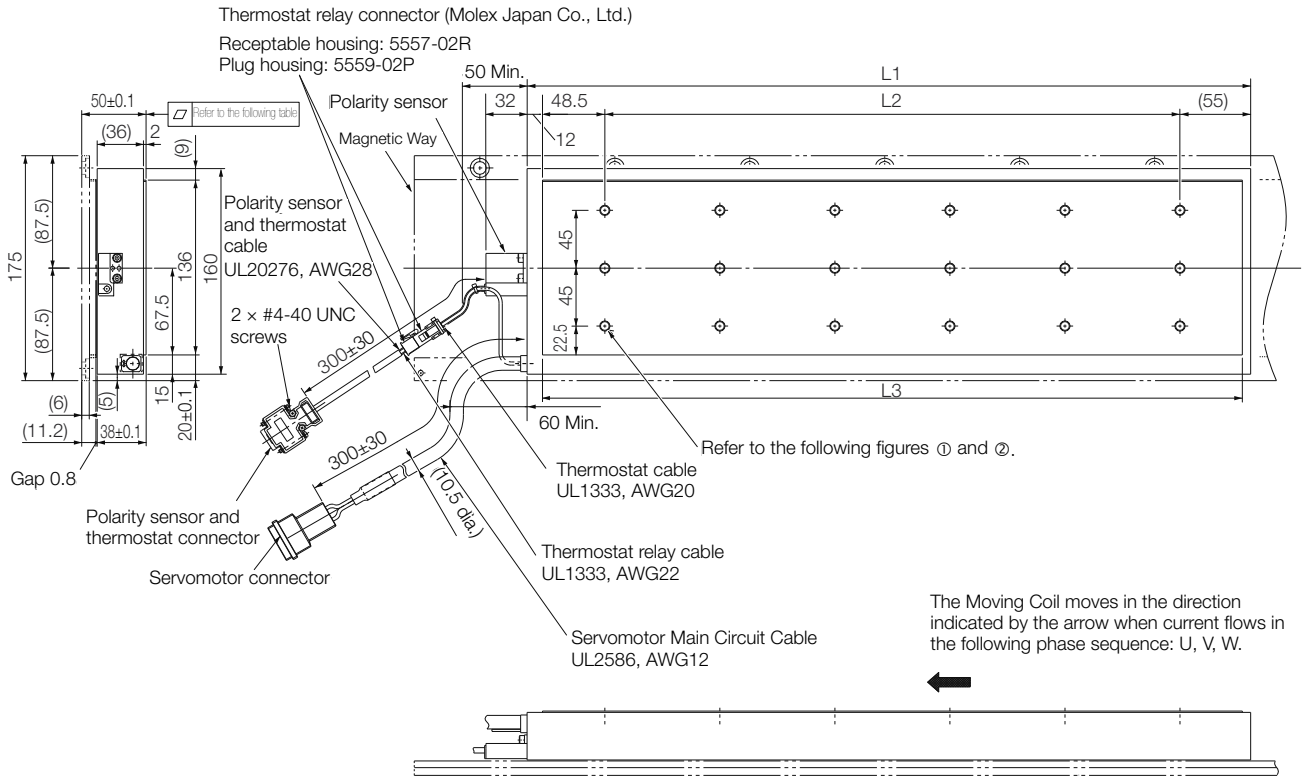 Thermostat relay connector (Molex Japan Co., Ltd.)
Receptable housing: 5557-02R
Plug housing: 5559-02P
50 Min.
L1
50±0.1
Refer to the following table
Polarity sensor
32
48.5
L2
(55)
(36)
2
(9)
12
Magnetic Way
Polarity sensor
and thermostat
cable
UL20276, AWG28
175
(87.5)
(87.5)
136
160
67.5
45
45
22.5
2 × #4-40 UNC
screws
300±30
15
20±0.1
(5)
(6)
(11.2)
38±0.1
Gap 0.8
L3
60 Min.
300±30
(10.5 dia.)
Refer to the following figures ① and ②.
Thermostat cable
UL1333, AWG20
Polarity sensor and
thermostat connector
Servomotor connector
Thermostat relay cable
UL1333, AWG22
Servomotor Main Circuit Cable
UL2586, AWG12
The Moving Coil moves in the direction
indicated by the arrow when current flows in
the following phase sequence: U, V, W.